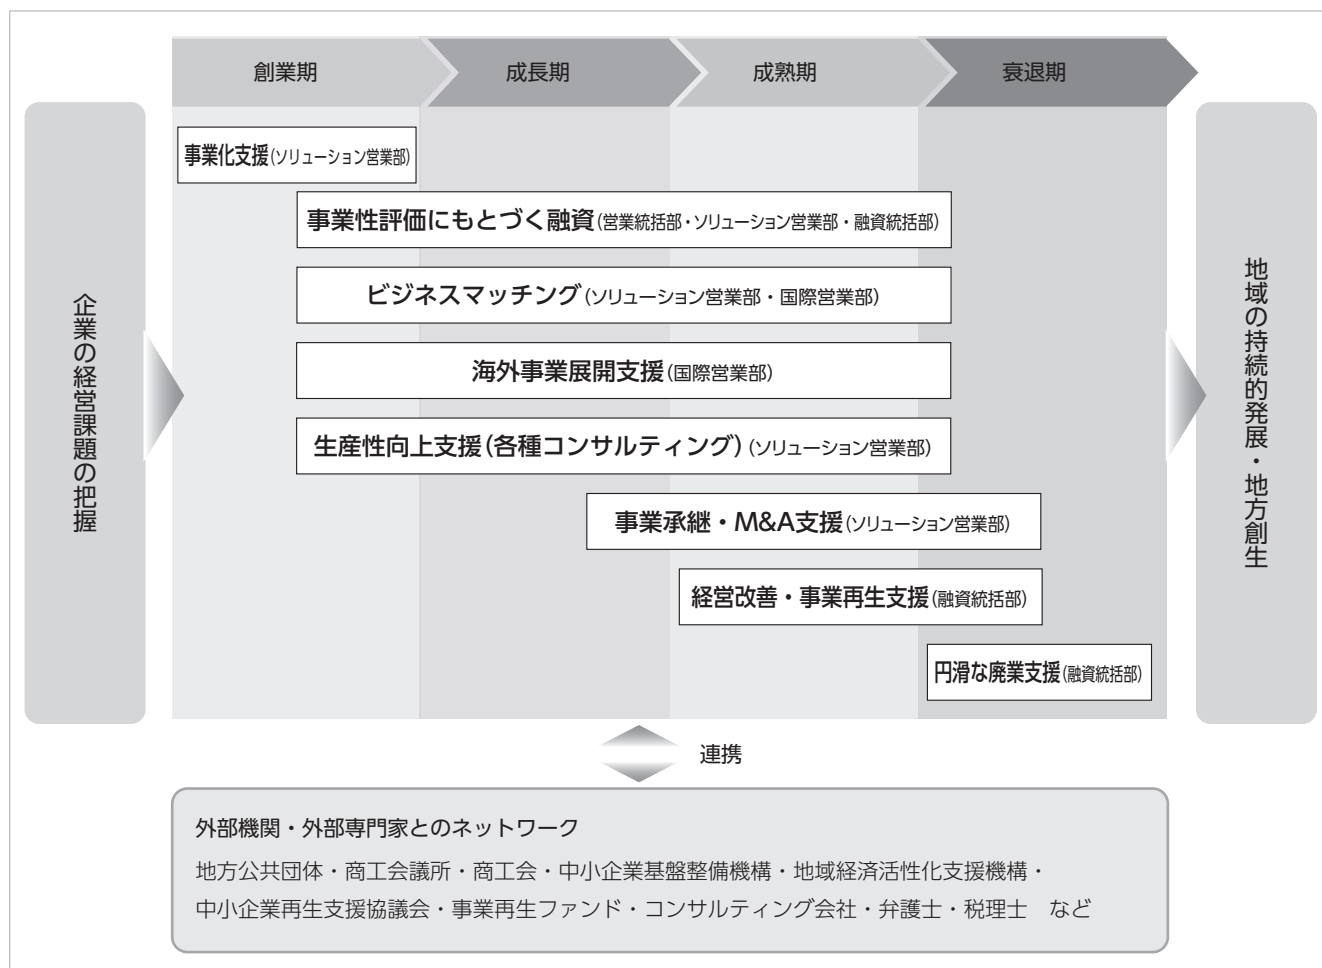 創業期
成長期
成熟期
衰退期
企業の経営課題の把握
事業化支援(ソリューション営業部)
事業性評価にもとづく融資(営業統括部・ソリューション営業部・融資統括部)
ビジネスマッチング(ソリューション営業部・国際営業部)
海外事業展開支援(国際営業部)
生産性向上支援(各種コンサルティング)(ソリューション営業部)
事業承継・M&A支援(ソリューション営業部)
経営改善・事業再生支援(融資統括部)
円滑な廃業支援(融資統括部)
地域の持続的発展・地方創生
連携
外部機関・外部専門家とのネットワーク
地方公共団体・商工会議所・商工会・中小企業基盤整備機構・地域経済活性化支援機構・
中小企業再生支援協議会・事業再生ファンド・コンサルティング会社・弁護士・税理士　など